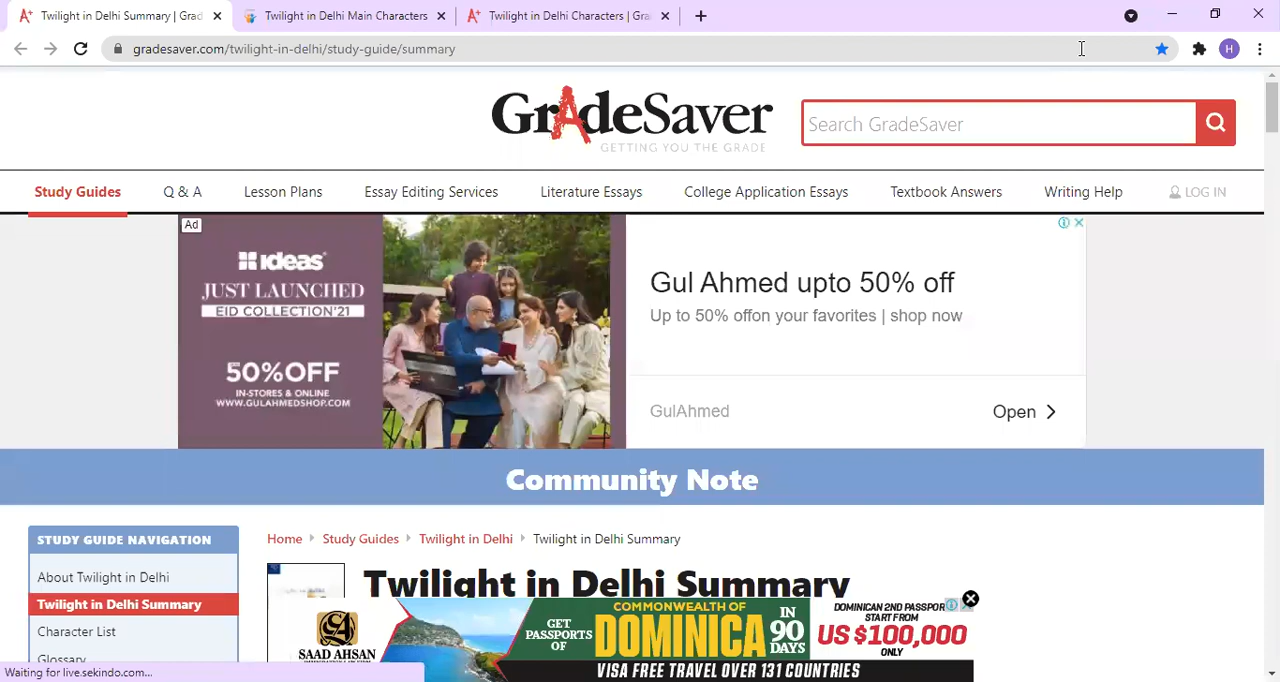 Twilight in Delhi Summary | Grad
Twilight in Delhi Main Characters
Twilight in Delhi Characters | Gra
gradesaver.com/twilight-in-delhi/study-guide/summary
H
GradeSaver
GETTING YOU THE GRADE
Search GradeSaver
Study Guides
Q & A
Lesson Plans
Essay Editing Services
Literature Essays
College Application Essays
Textbook Answers
Writing Help
LOG IN
Ad
ideas
JUST LAUNCHED
EID COLLECTION'21
50%OFF
IN-STORES & ONLINE
WWW.GULAHMEDSHOP.COM
Gul Ahmed upto 50% off
Up to 50% offon your favorites | shop now
GulAhmed
Open
Community Note
STUDY GUIDE NAVIGATION
About Twilight in Delhi
Twilight in Delhi Summary
Character List
Glossary
Home
Study Guides
Twilight in Delhi
Twilight in Delhi Summary
Twilight in Delhi Summary
SAAD AHSAN
GET
PASSPORTS
OF
COMMONWEALTH OF
DOMINICA
IN
90
DAYS
VISA FREE TRAVEL OVER 131 COUNTRIES
DOMINICAN 2ND PASSPOR
START FROM
US $100,000
ONLY
Waiting for live.sekindo.com...